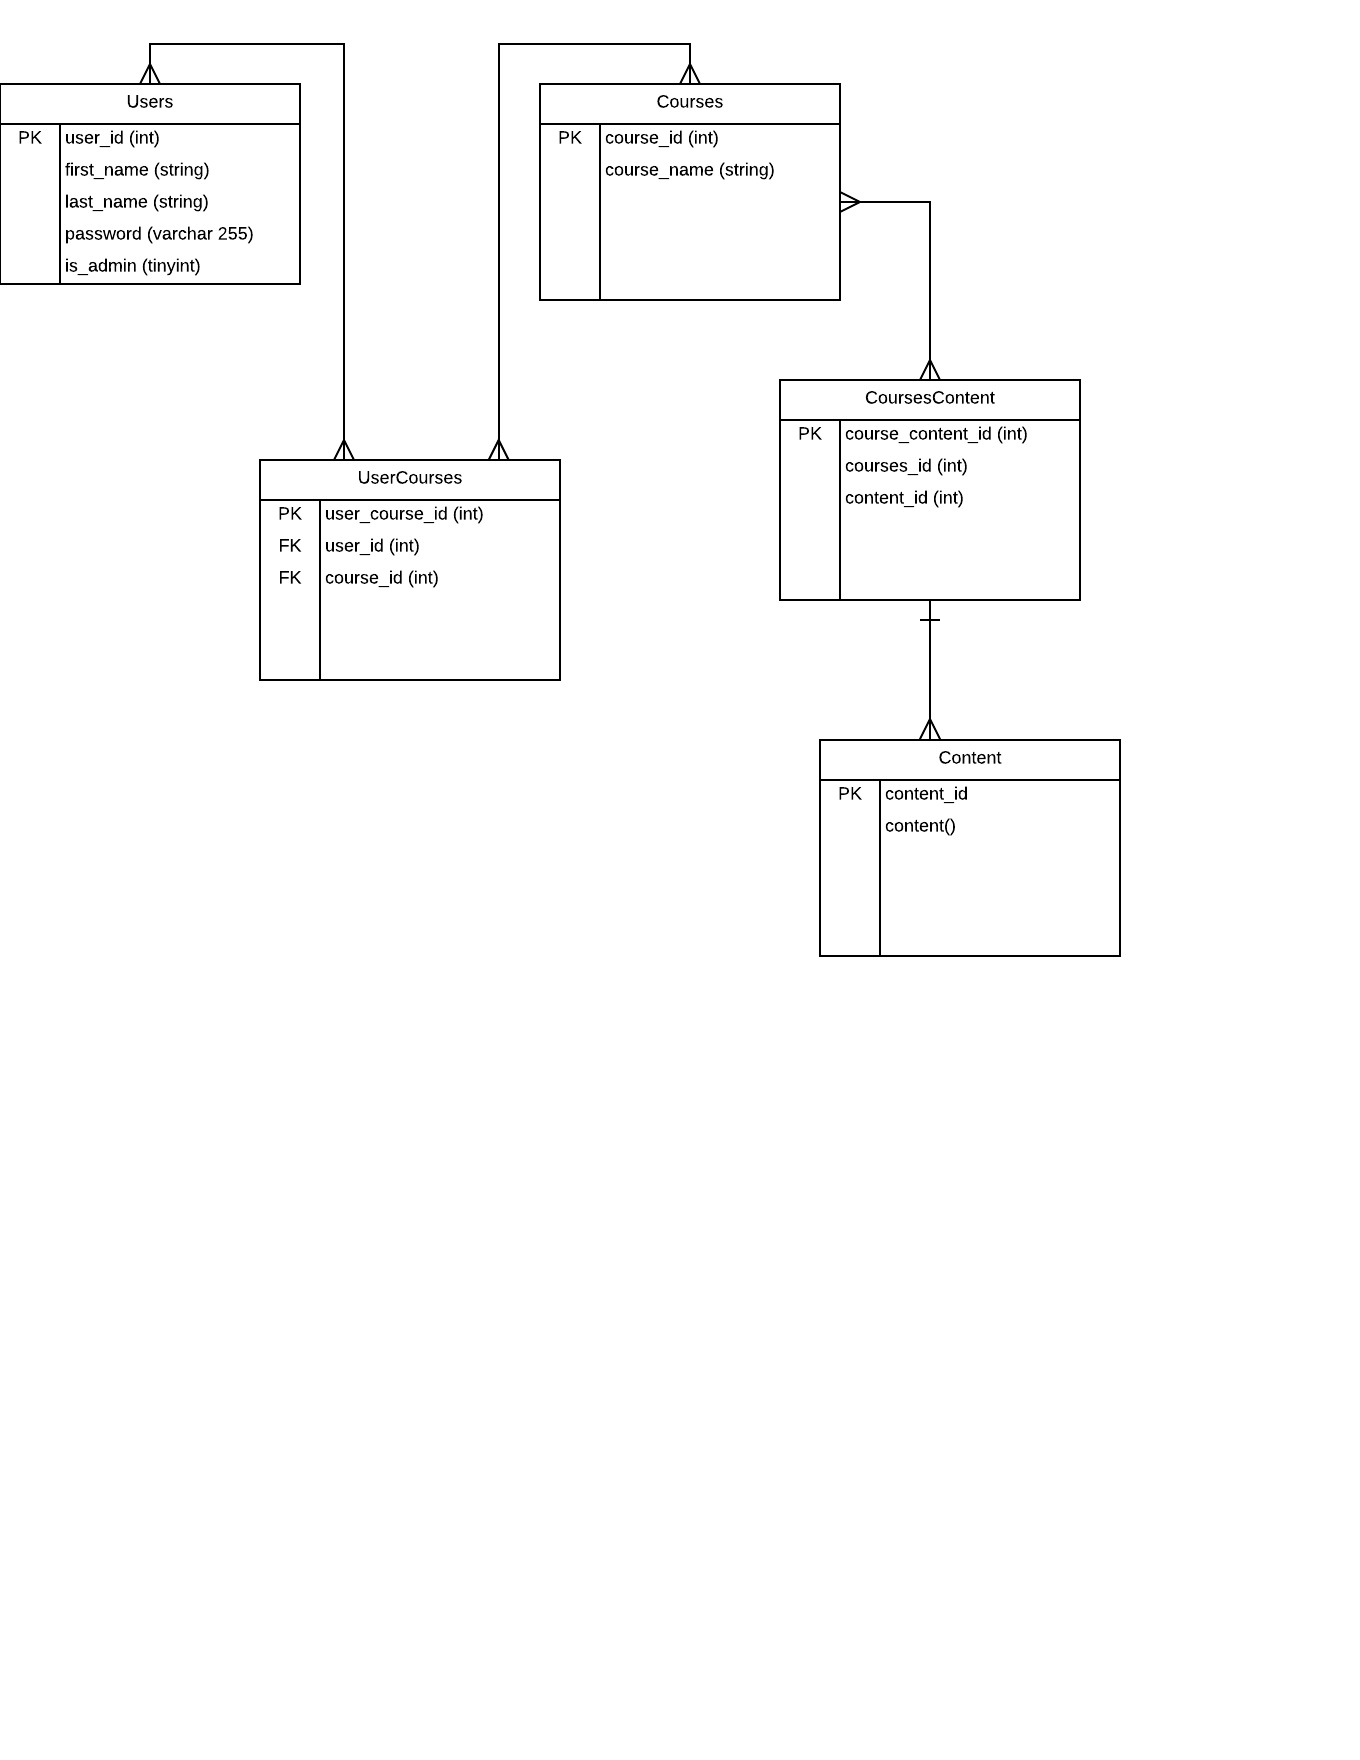 Users
PK user_id (int)
first_name (string)
last_name (string)
password (varchar 255)
is_admin (tinyint)
Courses
PK course_id (int)
course_name (string)
UserCourses
PK user_course_id (int)
FK user_id (int)
FK course_id (int)
CoursesContent
PK course_content_id (int)
courses_id (int)
content_id (int)
Content
PK content_id
content()